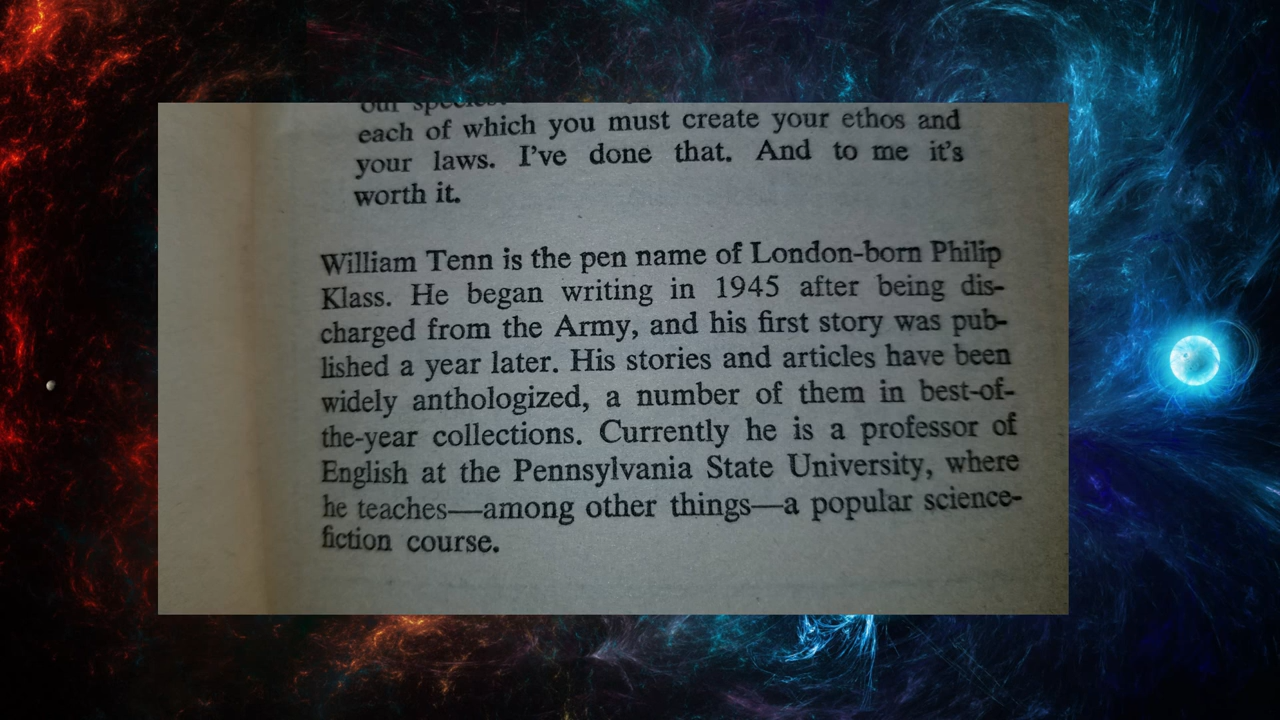 our species.
each of which you must create your ethos and
your laws. I've done that. And to me it's
worth it.
William Tenn is the pen name of London-born Philip
Klass. He began writing in 1945 after being dis-
charged from the Army, and his first story was pub-
lished a year later. His stories and articles have been
widely anthologized, a number of them in best-of-
the-year collections. Currently he is a professor of
English at the Pennsylvania State University, where
he teaches—among other things—a popular science-
fiction course.